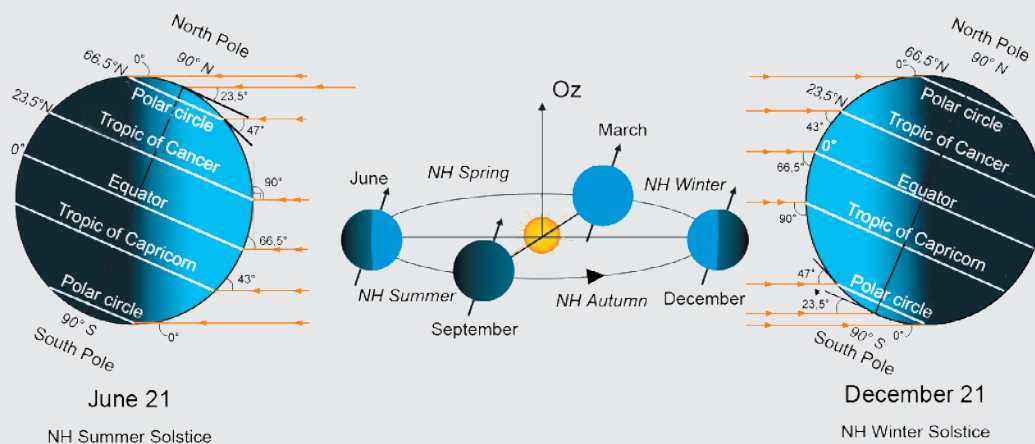 North Pole
66,5°N
0°
90° N
23,5°
47°
Polar circle
23,5°N
Tropic of Cancer
0°
Equator
90°
Tropic of Capricorn
66,5°
43°
Polar circle
0°
90° S
South Pole
June 21
NH Summer Solstice
Oz
March
June
NH Spring
NH Winter
NH Summer
NH Autumn
September
December
North Pole
66,5°N
90° N
0°
Polar circle
23,5°N
43°
Tropic of Cancer
0°
66,5°
Equator
90°
Tropic of Capricorn
47°
Polar circle
23,5°
90° S
0°
South Pole
December 21
NH Winter Solstice